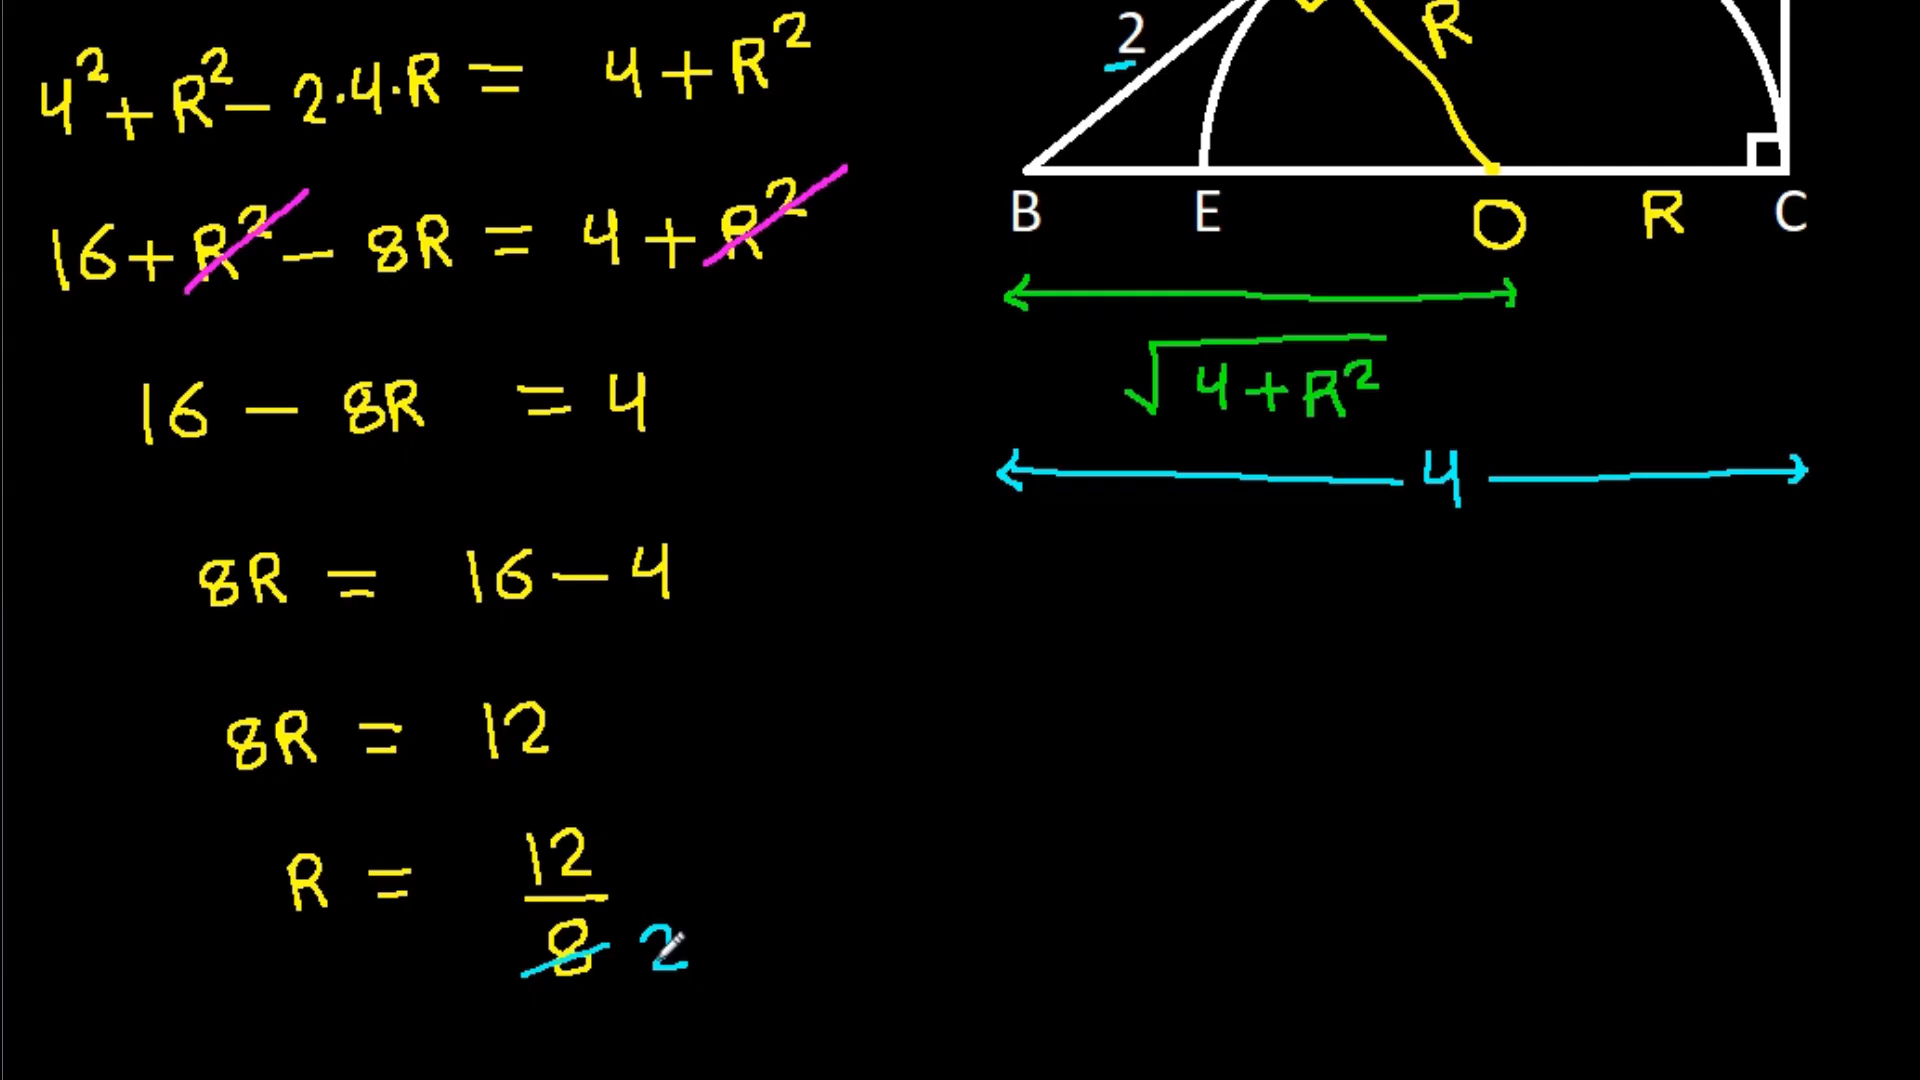 4² + R² - 2·4·R = 4 + R²
16 + R² - 8R = 4 + R²
16 - 8R = 4
8R = 16 - 4
8R = 12
R = 12/8 2
2 R
B E O R C
√(4 + R²)
4